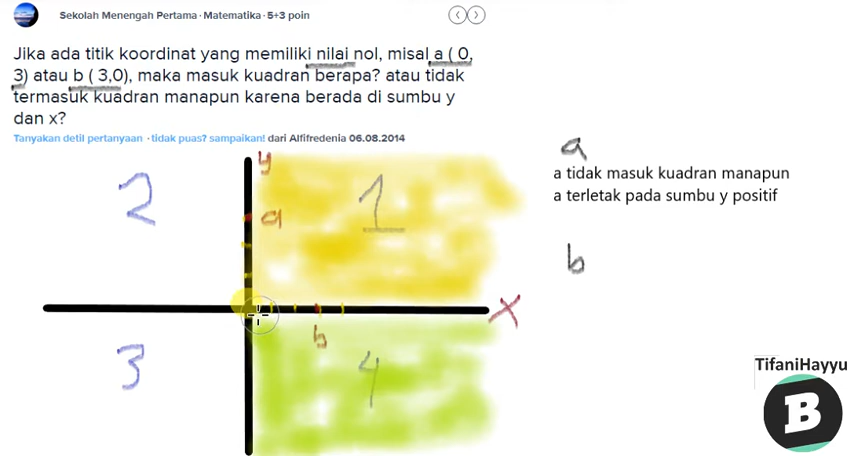 Sekolah Menengah Pertama · Matematika · 5+3 poin
Jika ada titik koordinat yang memiliki nilai nol, misal a ( 0,
3) atau b ( 3,0), maka masuk kuadran berapa? atau tidak
termasuk kuadran manapun karena berada di sumbu y
dan x?
Tanyakan detil pertanyaan · tidak puas? sampaikan! dari Alfifredenia 06.08.2014
y
2
1
a
a
a tidak masuk kuadran manapun
a terletak pada sumbu y positif
b
x
b
3
4
TifaniHayyu
B